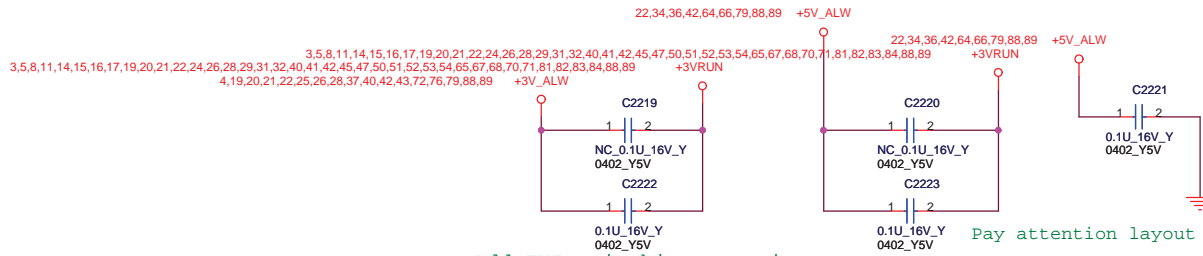 22,34,36,42,64,66,79,88,89 +5V_ALW
22,34,36,42,64,66,79,88,89 +5V_ALW
3,5,8,11,14,15,16,17,19,20,21,22,24,26,28,29,31,32,40,41,42,45,47,50,51,52,53,54,65,67,68,70,71,81,82,83,84,88,89
+3VRUN
3,5,8,11,14,15,16,17,19,20,21,22,24,26,28,29,31,32,40,41,42,45,47,50,51,52,53,54,65,67,68,70,71,81,82,83,84,88,89
+3VRUN
4,19,20,21,22,25,26,28,37,40,42,43,72,76,79,88,89 +3V_ALW
C2219
1 2
NC_0.1U_16V_Y
0402_Y5V
C2222
1 2
0.1U_16V_Y
0402_Y5V
C2220
1 2
NC_0.1U_16V_Y
0402_Y5V
C2223
1 2
0.1U_16V_Y
0402_Y5V
C2221
1 2
0.1U_16V_Y
0402_Y5V
Pay attention layout